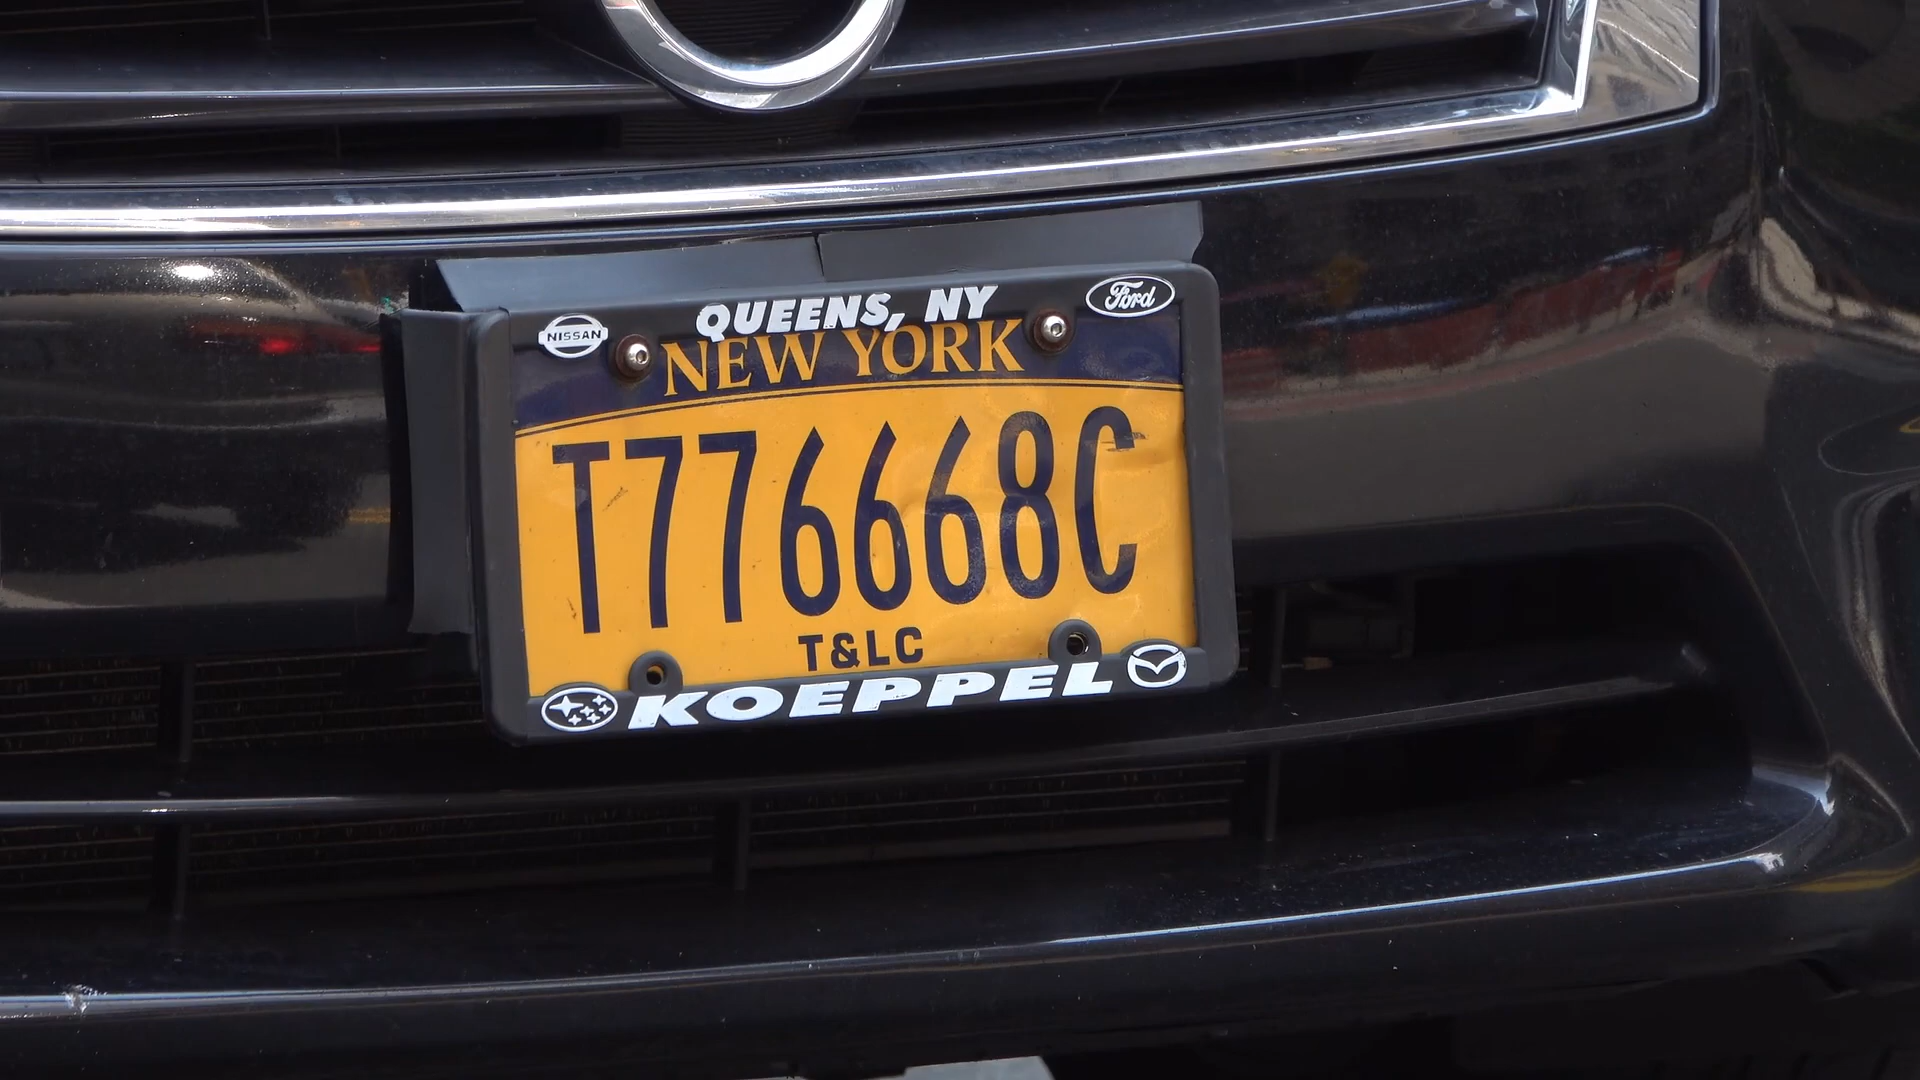 QUEENS, NY
NISSAN
Ford
NEW YORK
T776668C
T&LC
KOEPPEL